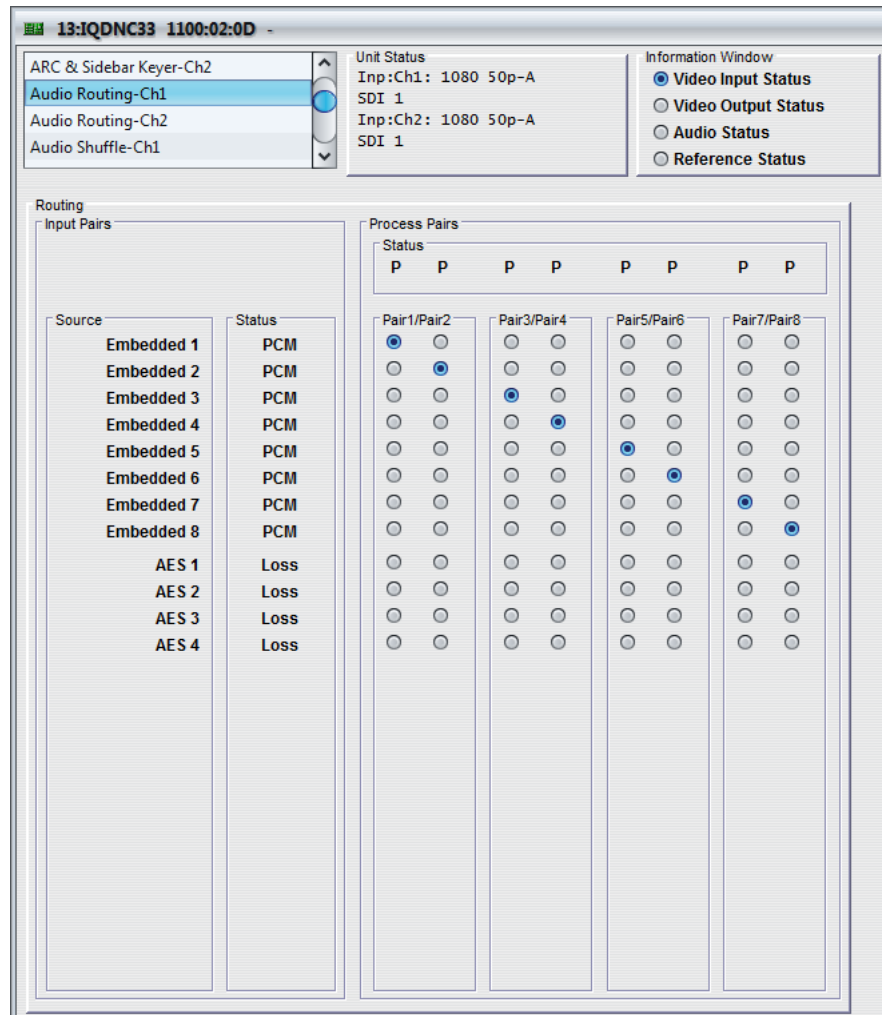 13:IQDNC33 1100:02:0D -
ARC & Sidebar Keyer-Ch2
Audio Routing-Ch1
Audio Routing-Ch2
Audio Shuffle-Ch1
Unit Status
Inp:Ch1: 1080 50p-A
SDI 1
Inp:Ch2: 1080 50p-A
SDI 1
Information Window
Video Input Status
Video Output Status
Audio Status
Reference Status
Routing
Input Pairs
Process Pairs
Status
P P P P P P P P
Source Status Pair1/Pair2 Pair3/Pair4 Pair5/Pair6 Pair7/Pair8
Embedded 1 PCM
Embedded 2 PCM
Embedded 3 PCM
Embedded 4 PCM
Embedded 5 PCM
Embedded 6 PCM
Embedded 7 PCM
Embedded 8 PCM
AES 1 Loss
AES 2 Loss
AES 3 Loss
AES 4 Loss